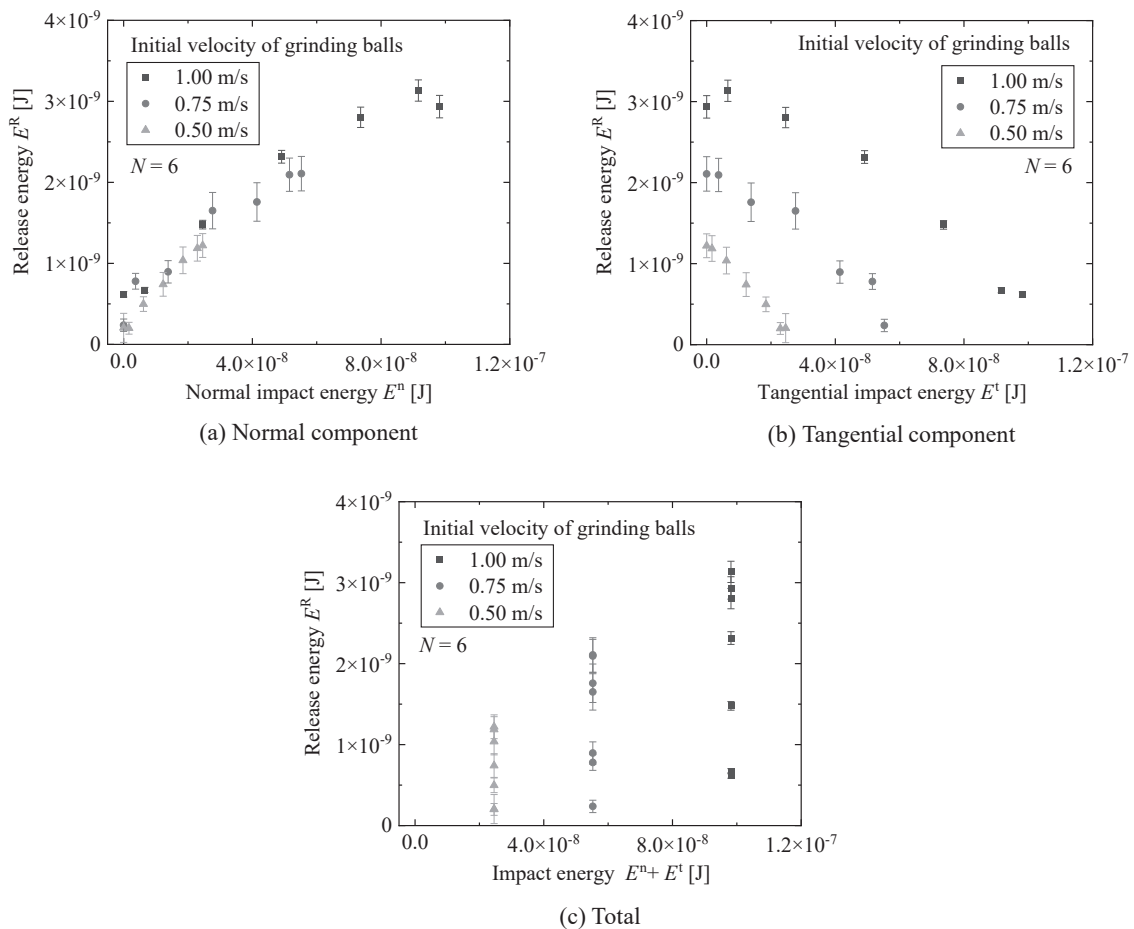 4×10⁻⁹
3×10⁻⁹
2×10⁻⁹
1×10⁻⁹
0
Release energy Eᴿ [J]
Initial velocity of grinding balls
1.00 m/s
0.75 m/s
0.50 m/s
N = 6
0.0 4.0×10⁻⁸ 8.0×10⁻⁸ 1.2×10⁻⁷
Normal impact energy Eⁿ [J]
(a) Normal component
4×10⁻⁹
3×10⁻⁹
2×10⁻⁹
1×10⁻⁹
0
Release energy Eᴿ [J]
Initial velocity of grinding balls
1.00 m/s
0.75 m/s
0.50 m/s
N = 6
0.0 4.0×10⁻⁸ 8.0×10⁻⁸ 1.2×10⁻⁷
Tangential impact energy Eᵗ [J]
(b) Tangential component
4×10⁻⁹
3×10⁻⁹
2×10⁻⁹
1×10⁻⁹
0
Release energy Eᴿ [J]
Initial velocity of grinding balls
1.00 m/s
0.75 m/s
0.50 m/s
N = 6
0.0 4.0×10⁻⁸ 8.0×10⁻⁸ 1.2×10⁻⁷
Impact energy Eⁿ+ Eᵗ [J]
(c) Total